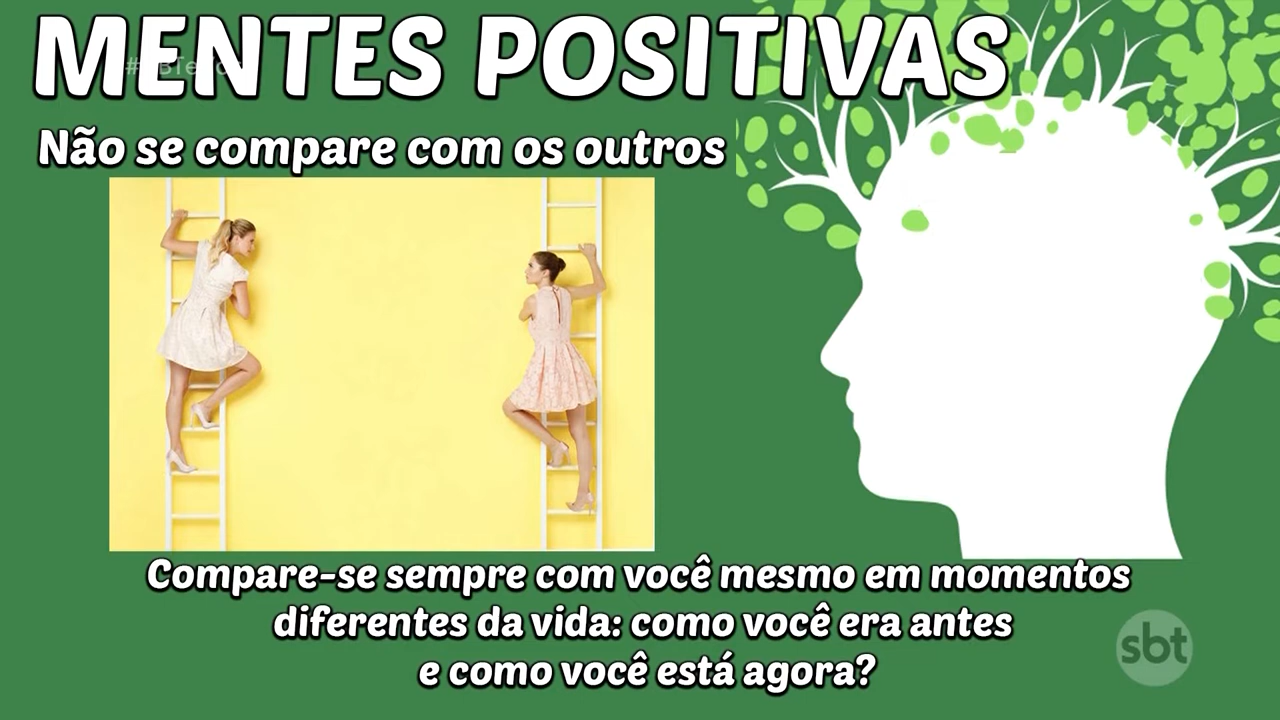 MENTES POSITIVAS
Não se compare com os outros
Compare-se sempre com você mesmo em momentos
diferentes da vida: como você era antes
e como você está agora?
sbt